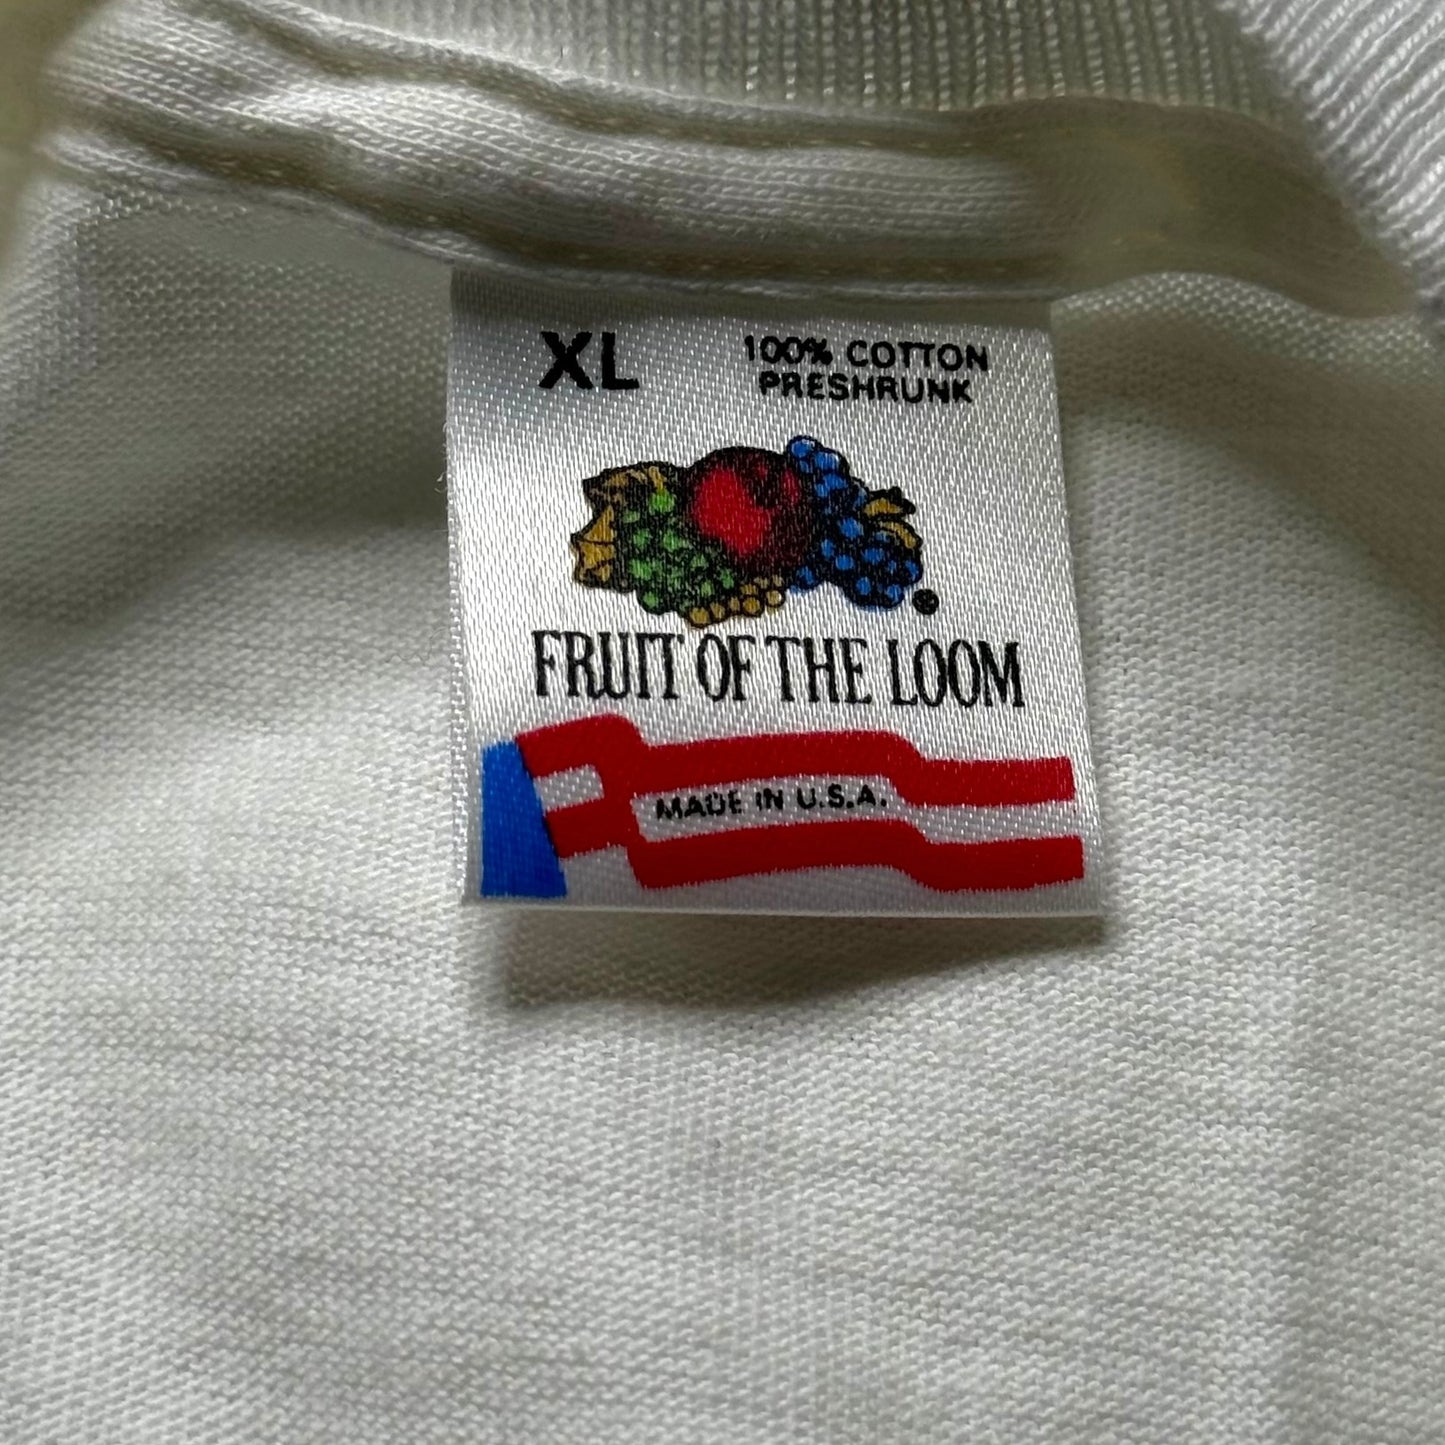 XL
100% COTTON
PRESHRUNK
FRUIT OF THE LOOM
MADE IN U.S.A.